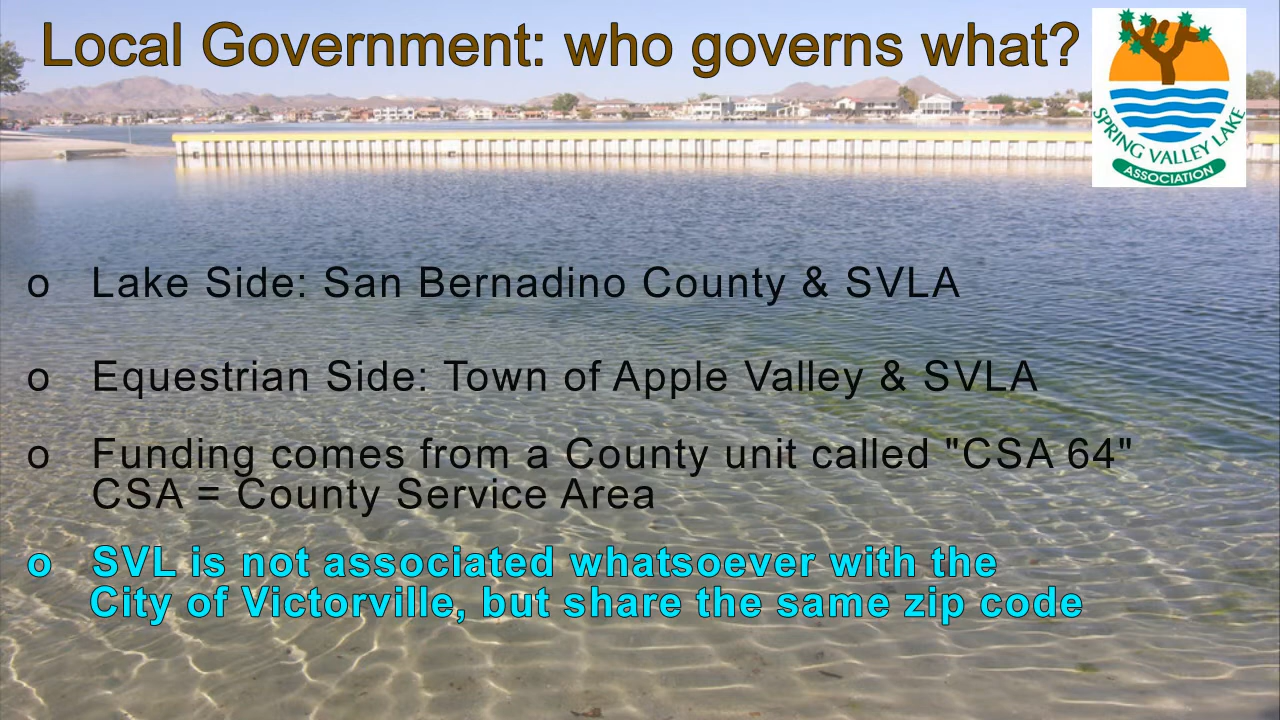 Local Government: who governs what?
SPRING VALLEY LAKE
ASSOCIATION
o Lake Side: San Bernadino County & SVLA
o Equestrian Side: Town of Apple Valley & SVLA
o Funding comes from a County unit called "CSA 64"
CSA = County Service Area
o SVL is not associated whatsoever with the
City of Victorville, but share the same zip code